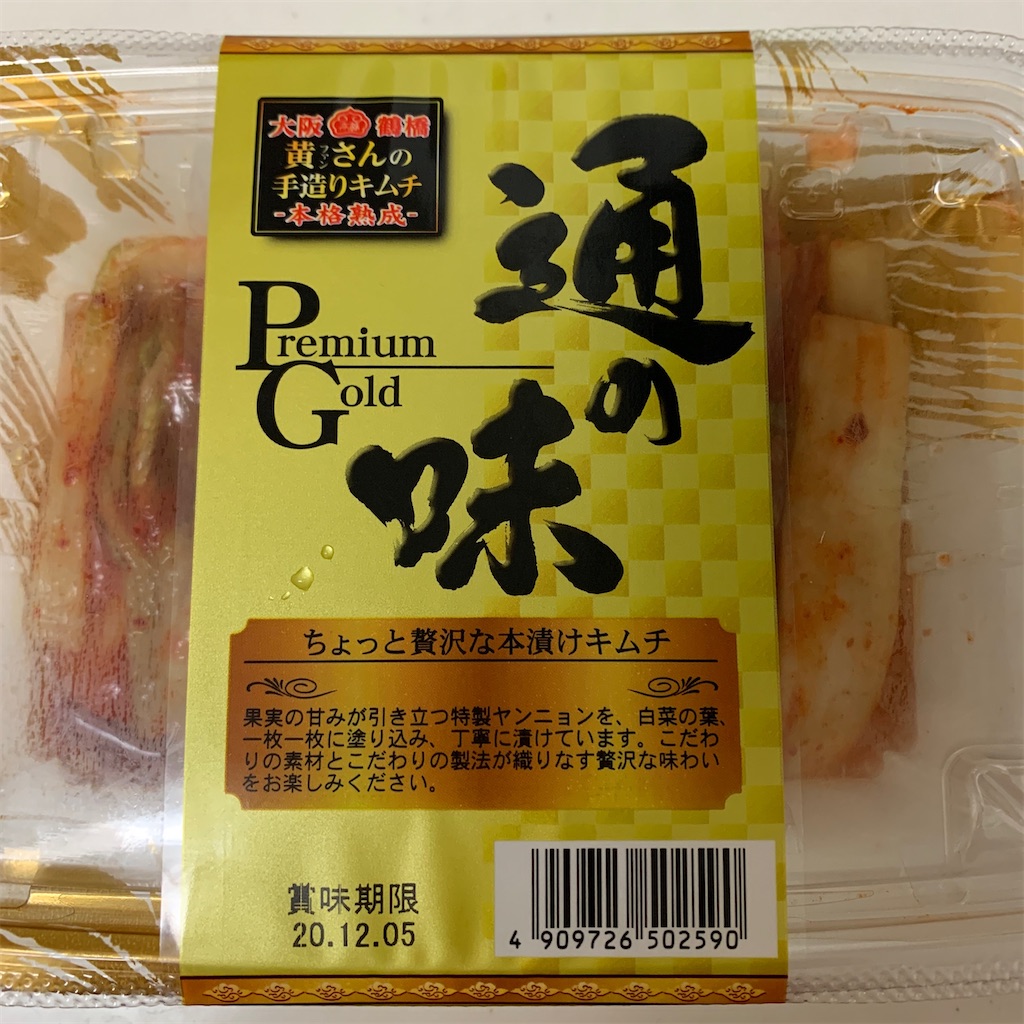 大阪 鶴橋
黄さんの
ファン
手造りキムチ
-本格熟成-
通の味
Premium
Gold
ちょっと贅沢な本漬けキムチ
果実の甘みが引き立つ特製ヤンニョンを、白菜の葉、
一枚一枚に塗り込み、丁寧に漬けています。こだわ
りの素材とこだわりの製法が織りなす贅沢な味わい
をお楽しみください。
賞味期限
20.12.05
4 909726 502590